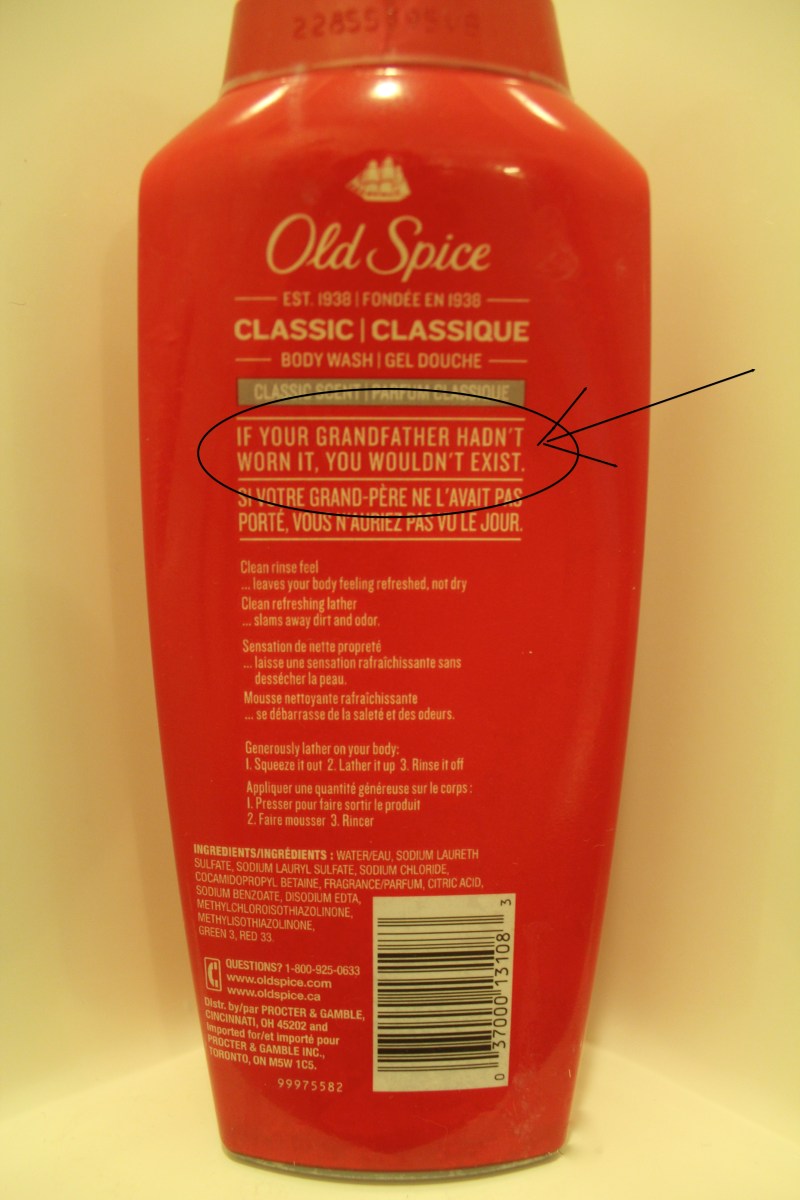 Old Spice
EST. 1938 | FONDÉE EN 1938
CLASSIC | CLASSIQUE
BODY WASH | GEL DOUCHE
CLASSIC SCENT | PARFUM CLASSIQUE
IF YOUR GRANDFATHER HADN'T
WORN IT, YOU WOULDN'T EXIST.
SI VOTRE GRAND-PÈRE NE L'AVAIT PAS
PORTÉ, VOUS N'AURIEZ PAS VU LE JOUR.
Clean rinse feel
... leaves your body feeling refreshed, not dry
Clean refreshing lather
... slams away dirt and odor.
Sensation de nette propreté
... laisse une sensation rafraîchissante sans
dessécher la peau.
Mousse nettoyante rafraîchissante
... se débarrasse de la saleté et des odeurs.
Generously lather on your body:
1. Squeeze it out 2. Lather it up 3. Rinse it off
Appliquer une quantité généreuse sur le corps :
1. Presser pour faire sortir le produit
2. Faire mousser 3. Rincer
INGREDIENTS/INGRÉDIENTS : WATER/EAU, SODIUM LAURETH
SULFATE, SODIUM LAURYL SULFATE, SODIUM CHLORIDE,
COCAMIDOPROPYL BETAINE, FRAGRANCE/PARFUM, CITRIC ACID,
SODIUM BENZOATE, DISODIUM EDTA,
METHYLCHLOROISOTHIAZOLINONE,
METHYLISOTHIAZOLINONE,
GREEN 3, RED 33.
QUESTIONS? 1-800-925-0633
www.oldspice.com
www.oldspice.ca
Distr. by/par PROCTER & GAMBLE,
CINCINNATI, OH 45202 and
Imported for/et importé pour
PROCTER & GAMBLE INC.,
TORONTO, ON M5W 1C5.
99975582
0 37000 13108 3